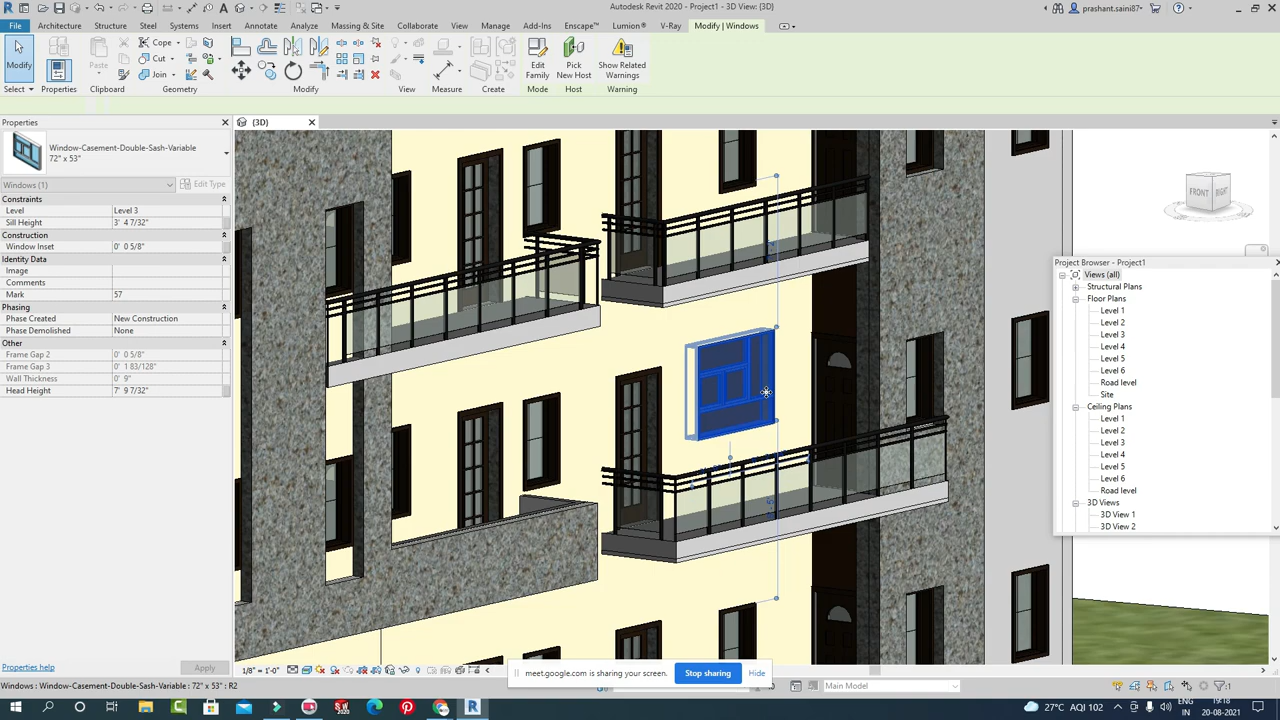 Autodesk Revit 2020 - Project1 - 3D View: {3D}
prashant.saini87
File Architecture Structure Steel Systems Insert Annotate Analyze Massing & Site Collaborate View Manage Add-Ins Enscape™ Lumion® V-Ray Modify | Windows
Modify
Paste
Cope
Cut
Join
Edit Family
Pick New Host
Show Related Warnings
Select Properties Clipboard Geometry Modify View Measure Create Mode Host Warning
Properties
{3D}
Window-Casement-Double-Sash-Variable
72" x 53"
Windows (1)
Edit Type
Constraints
Level Level 3
Sill Height 3' 4 7/32"
Construction
Window Inset 0' 0 5/8"
Identity Data
Image
Comments
Mark 57
Phasing
Phase Created New Construction
Phase Demolished None
Other
Frame Gap 2 0' 0 5/8"
Frame Gap 3 0' 1 83/128"
Wall Thickness 0' 9"
Head Height 7' 9 7/32"
FRONT
RIGHT
Project Browser - Project1
Views (all)
Structural Plans
Floor Plans
Level 1
Level 2
Level 3
Level 4
Level 5
Level 6
Road level
Site
Ceiling Plans
Level 1
Level 2
Level 3
Level 4
Level 5
Level 6
Road level
3D Views
3D View 1
3D View 2
Properties help
Apply
1/8" = 1'-0"
meet.google.com is sharing your screen.
Stop sharing
Hide
Windows : Window-Casement-Double-Sash-Variable : 72" x 53" : R2
Main Model
:1
27°C AQI 102
ENG
IN
19:18
20-08-2021